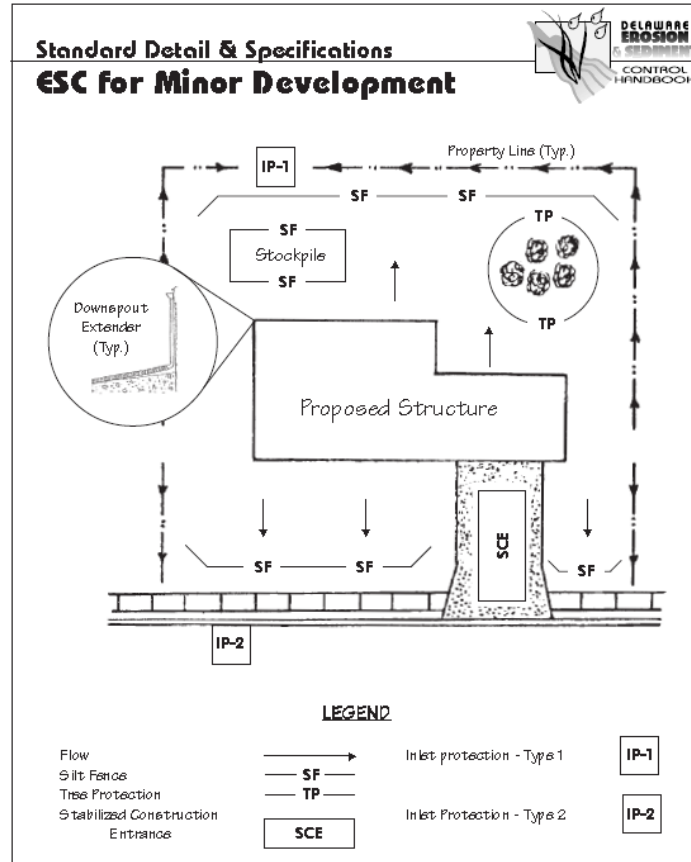 DELAWARE
EROSION
& SEDIMENT
CONTROL
HANDBOOK
Standard Detail & Specifications
ESC for Minor Development
IP-1
Property Line (Typ.)
SF
SF
SF
Stockpile
SF
TP
TP
Downspout
Extender
(Typ.)
Proposed Structure
SCE
SF
SF
SF
IP-2
LEGEND
Flow
Silt Fence
SF
Tree Protection
TP
Stabilized Construction
Entrance
SCE
Inlet protection - Type 1
IP-1
Inlet Protection - Type 2
IP-2